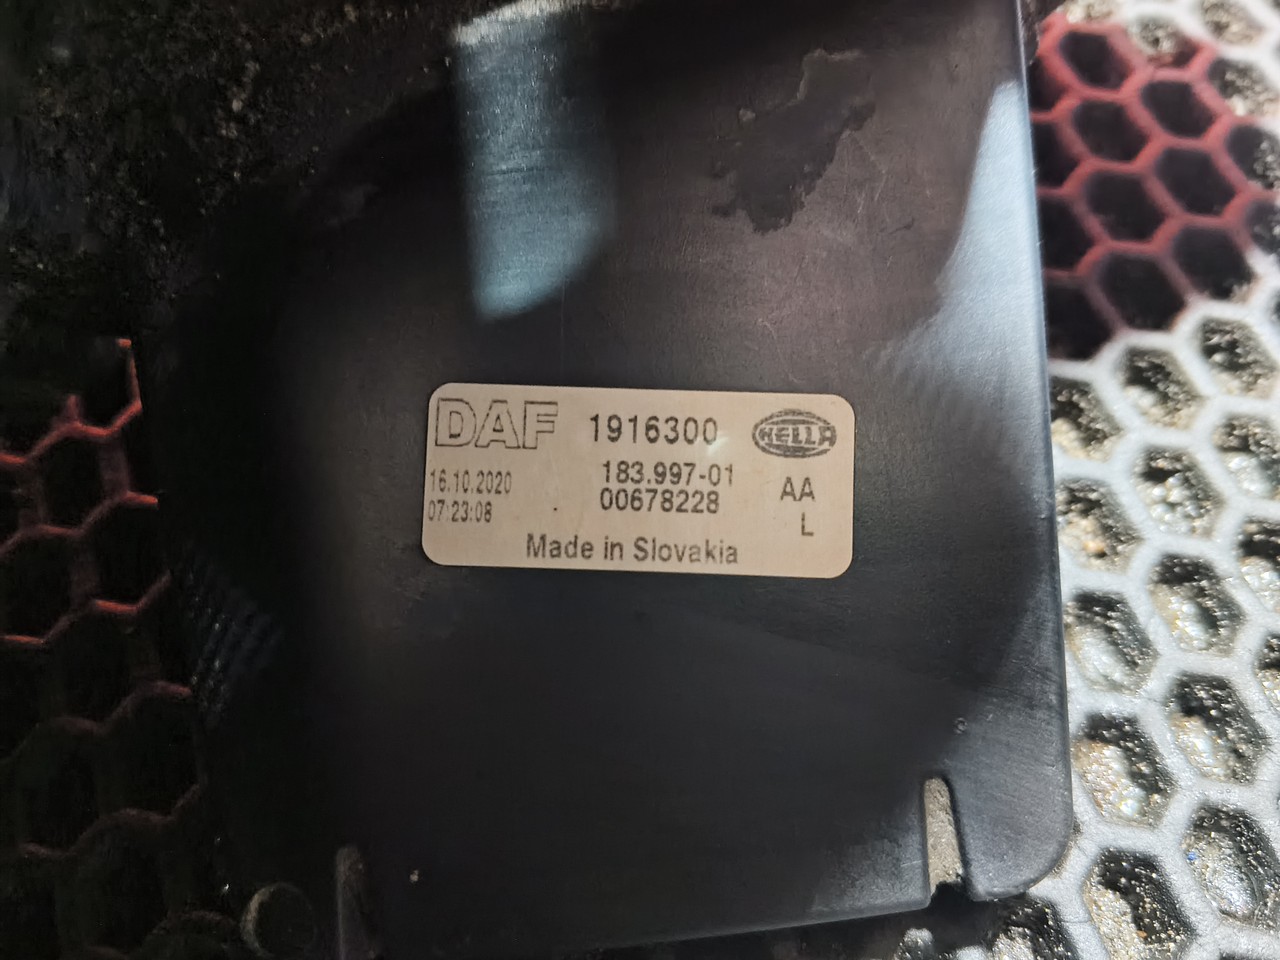 DAF 1916300 HELLA
16.10.2020 183.997-01 AA
07:23:08 00678228 L
Made in Slovakia